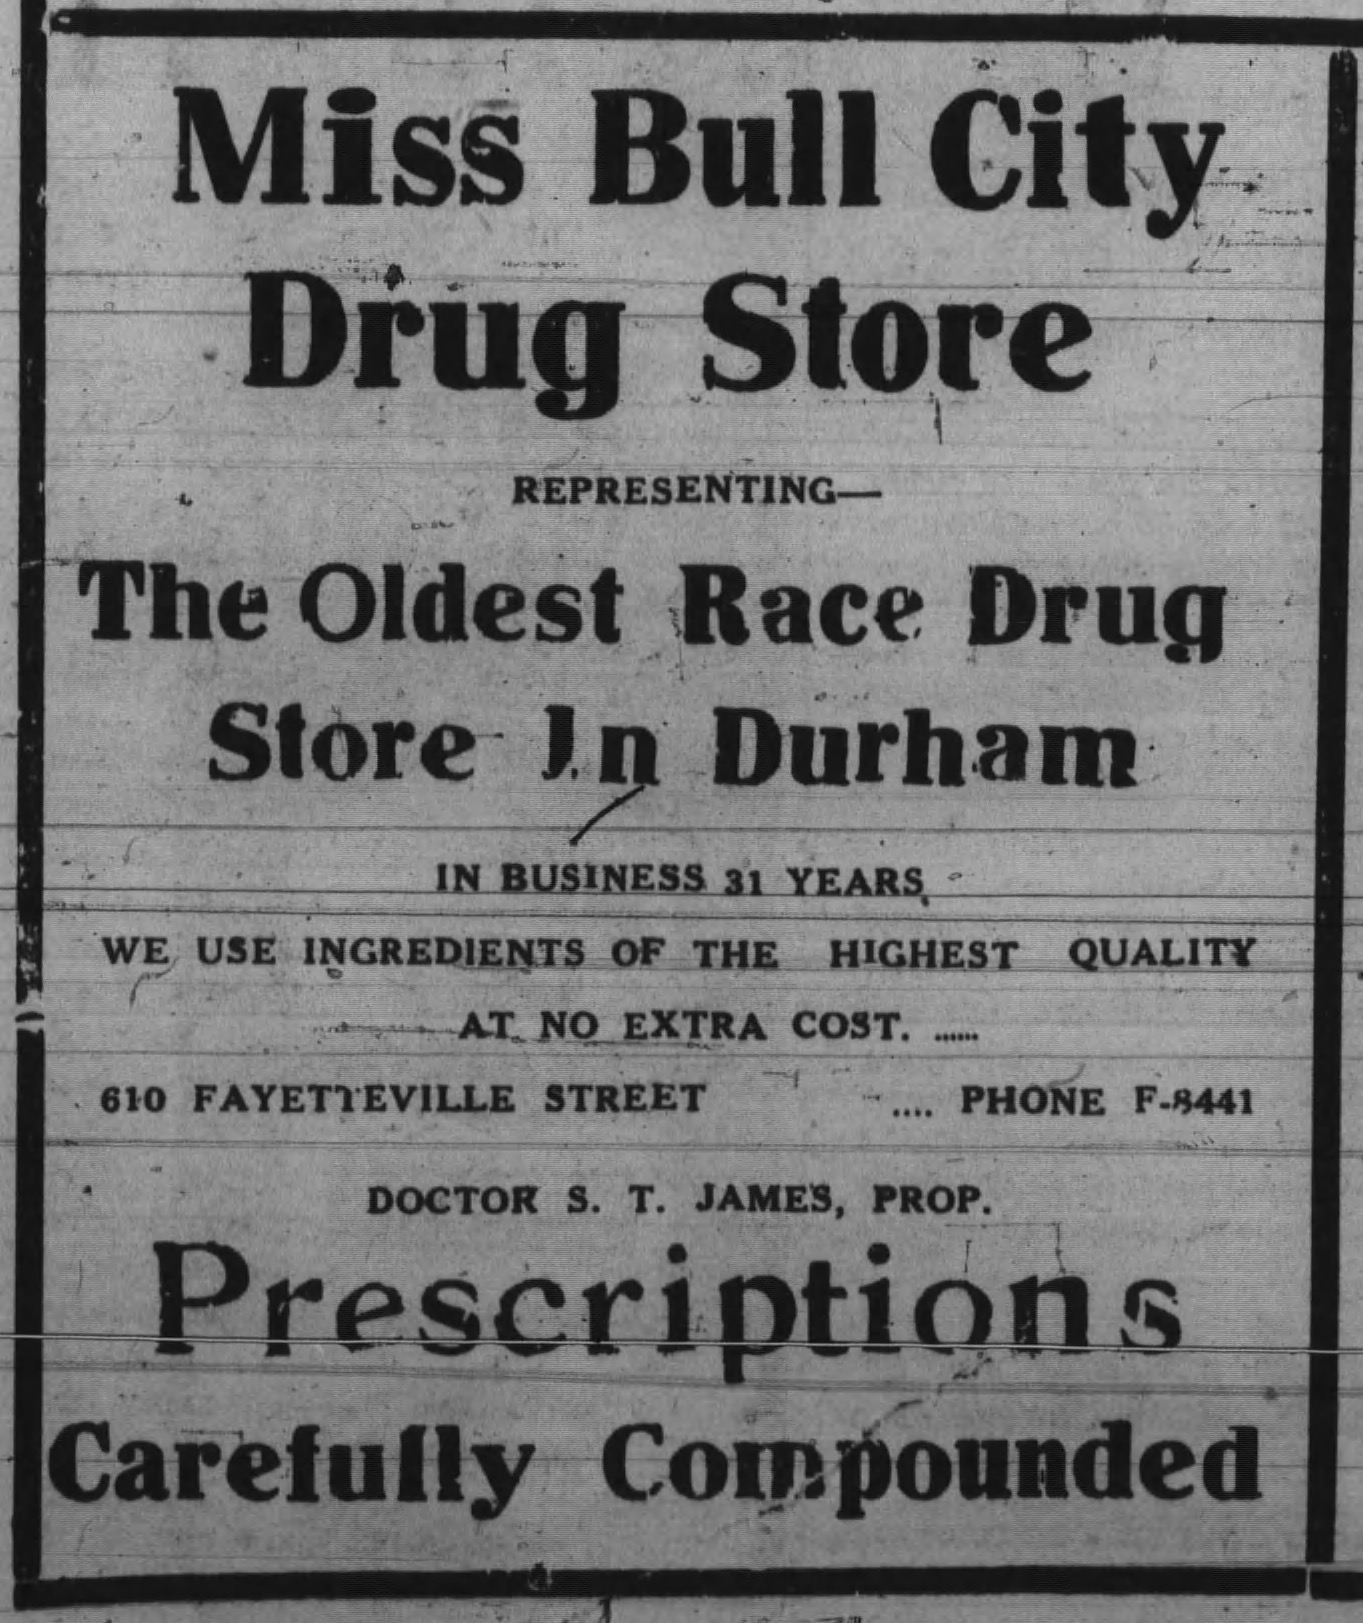 Miss Bull City
Drug Store
REPRESENTING—
The Oldest Race Drug
Store In Durham
IN BUSINESS 31 YEARS
WE USE INGREDIENTS OF THE HIGHEST QUALITY
AT NO EXTRA COST. ......
610 FAYETTEVILLE STREET .... PHONE F-8441
DOCTOR S. T. JAMES, PROP.
Prescriptions
Carefully Compounded